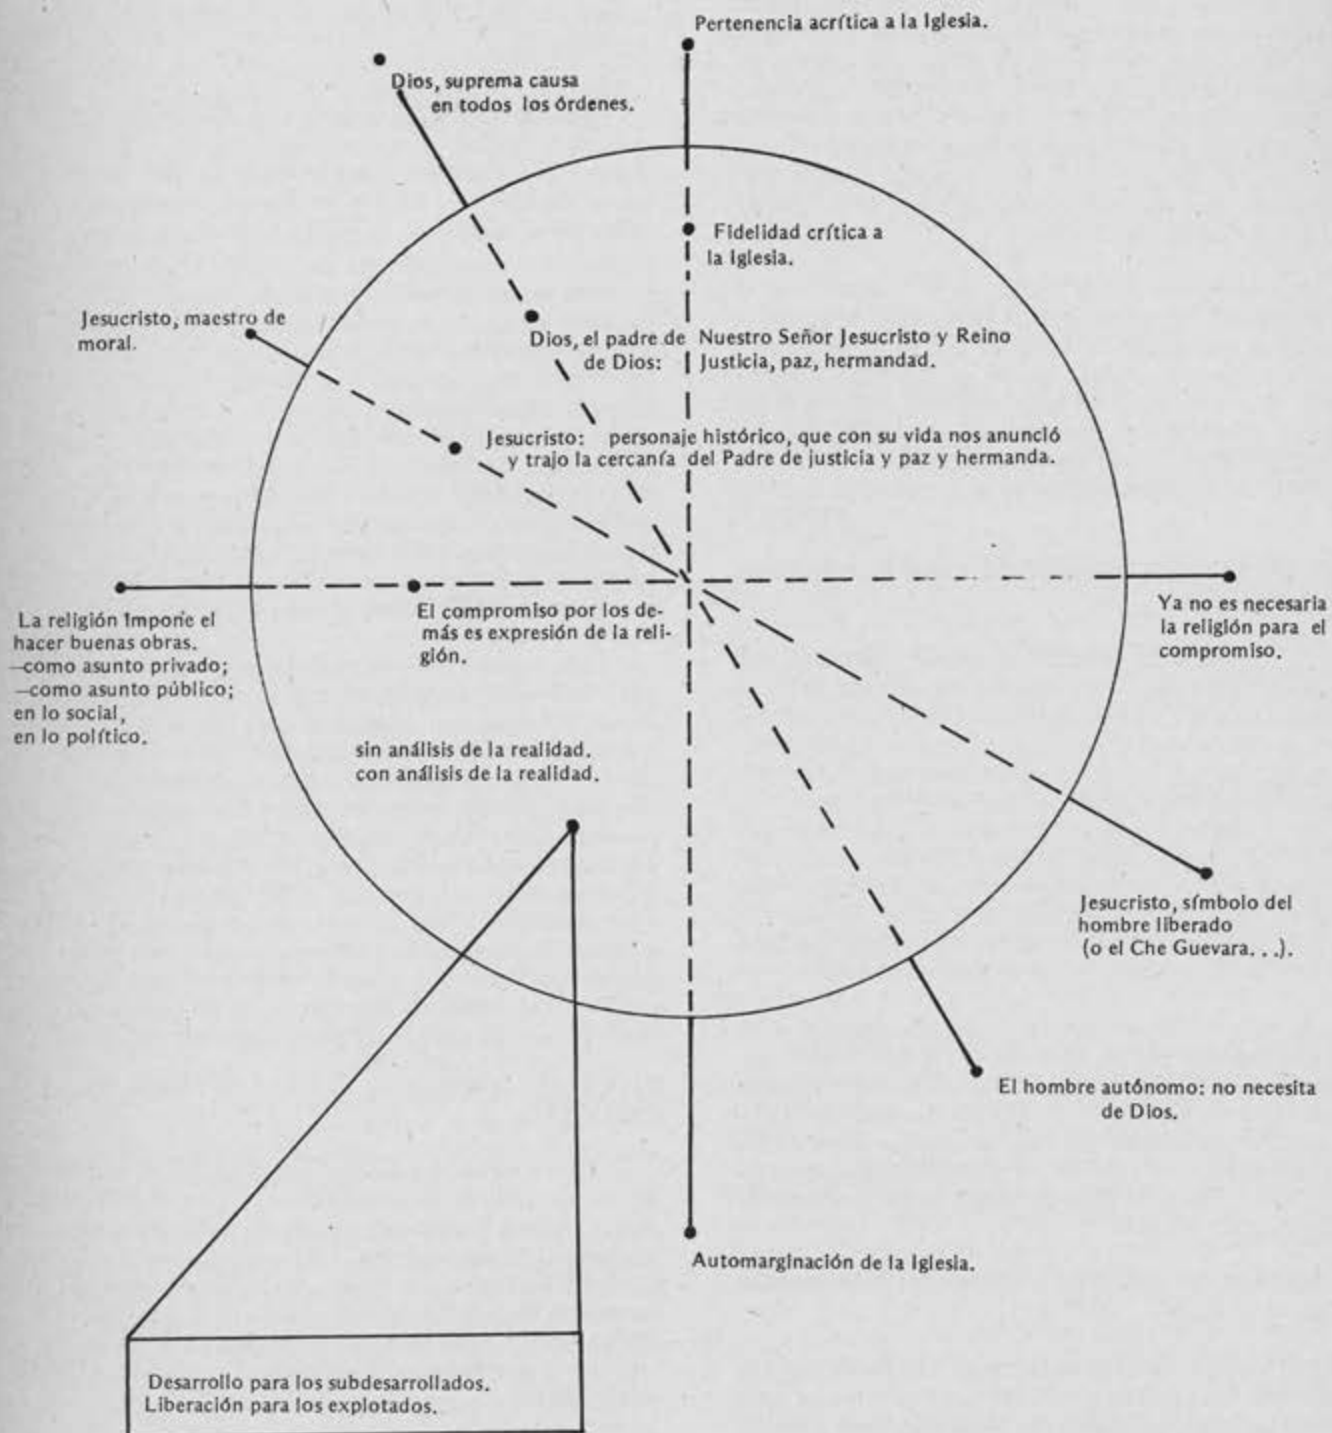 Pertenencia acrítica a la Iglesia.
Dios, suprema causa
en todos los órdenes.
Fidelidad crítica a
la Iglesia.
Jesucristo, maestro de
moral.
Dios, el padre de Nuestro Señor Jesucristo y Reino
de Dios: Justicia, paz, hermandad.
Jesucristo: personaje histórico, que con su vida nos anunció
y trajo la cercanía del Padre de justicia y paz y hermanda.
La religión impone el
hacer buenas obras.
—como asunto privado;
—como asunto público;
en lo social,
en lo político.
El compromiso por los de-
más es expresión de la reli-
gión.
Ya no es necesaria
la religión para el
compromiso.
sin análisis de la realidad.
con análisis de la realidad.
Jesucristo, símbolo del
hombre liberado
(o el Che Guevara. . .).
El hombre autónomo: no necesita
de Dios.
Automarginación de la Iglesia.
Desarrollo para los subdesarrollados.
Liberación para los explotados.